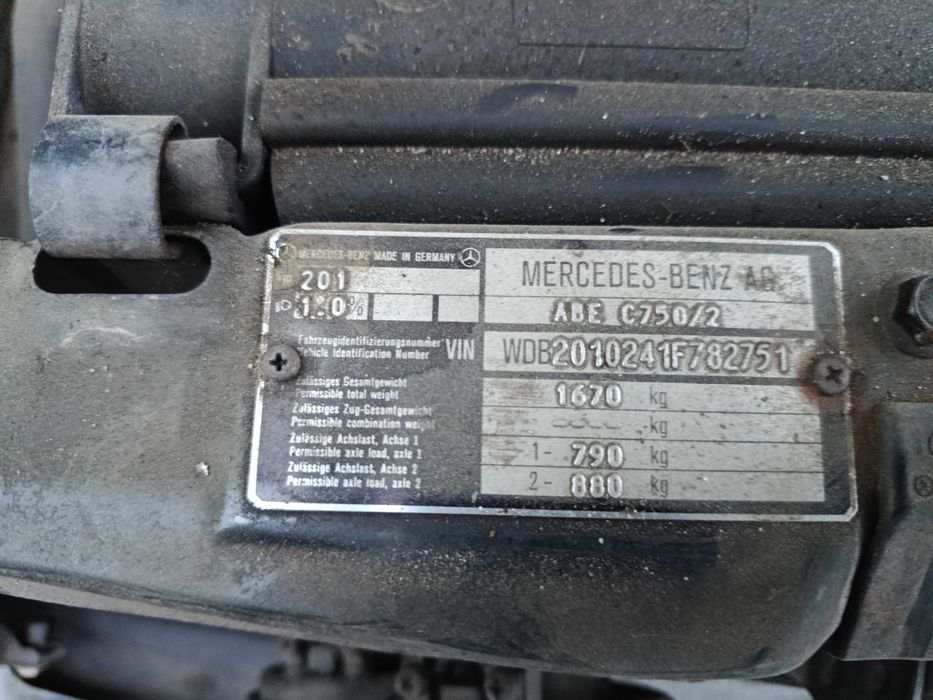 MERCEDES-BENZ MADE IN GERMANY
201
MERCEDES-BENZ AG
1.0%
ABE C750/2
Fahrzeugidentifizierungsnummer
Vehicle Identification Number
VIN
WDB2010241F782751
Zulässiges Gesamtgewicht
Permissible total weight
1670 kg
Zulässiges Zug-Gesamtgewicht
Permissible combination weight
kg
Zulässige Achslast, Achse 1
Permissible axle load, axle 1
1- 790 kg
Zulässige Achslast, Achse 2
Permissible axle load, axle 2
2- 880 kg